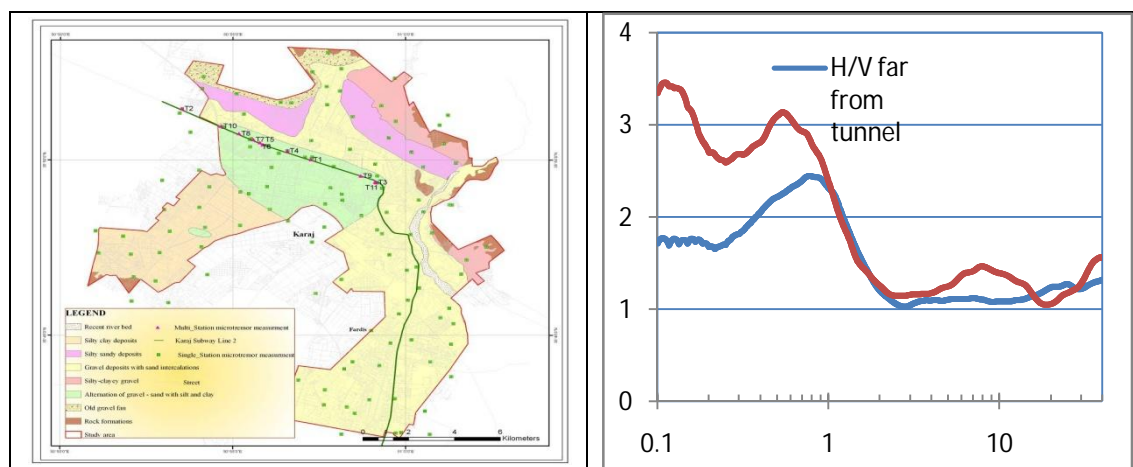 T2
T10
T8
T7T5
T6
T4
T1
T9
T3
T11
Karaj
Fardis
LEGEND
Recent river bed
Silty clay deposits
Silty sandy deposits
Gravel deposits with sand intercalations
Silty-clayey gravel
Alternation of gravel - sand with silt and clay
Old gravel fan
Rock formations
Study area
Multi_Station microtremor measurment
Karaj Subway Line 2
Single_Station microtremor measurment
Street
0 1 2 4 6
Kilometers
4
H/V far
from
tunnel
3
2
1
0
0.1 1 10